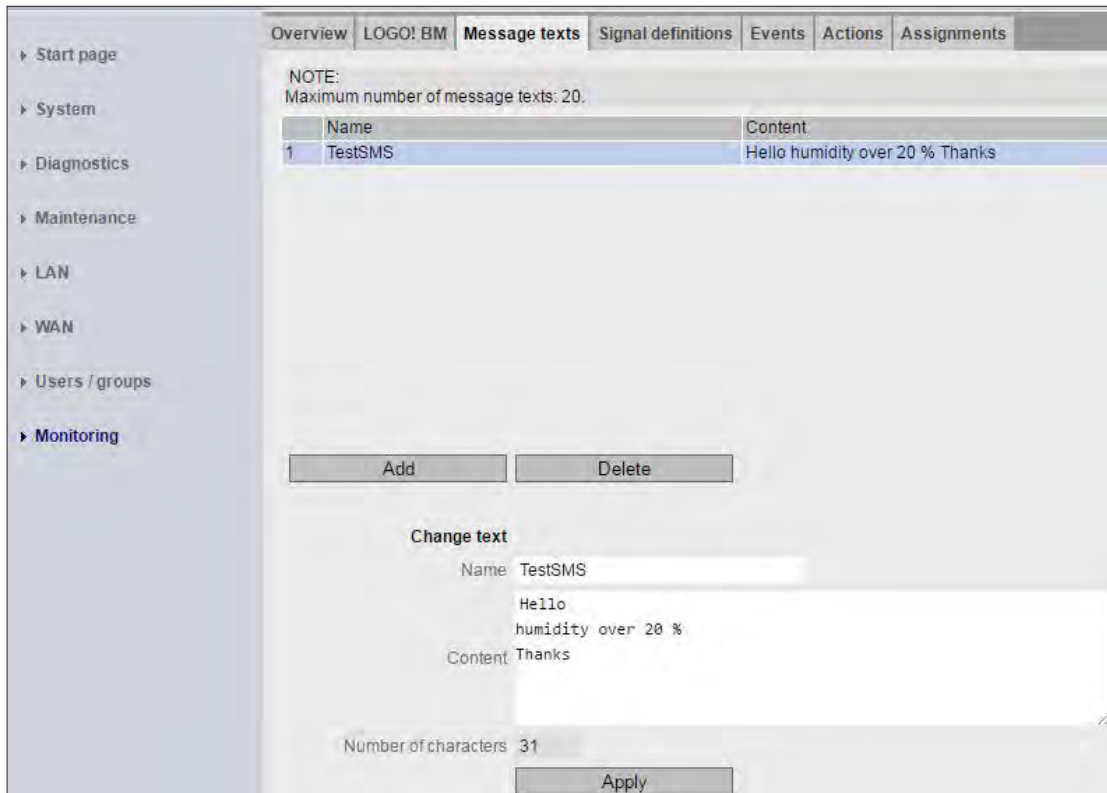 Overview LOGO! BM Message texts Signal definitions Events Actions Assignments
Start page
System
Diagnostics
Maintenance
LAN
WAN
Users / groups
Monitoring
NOTE:
Maximum number of message texts: 20.
Name Content
1 TestSMS Hello humidity over 20 % Thanks
Add Delete
Change text
Name TestSMS
Content
Hello
humidity over 20 %
Thanks
Number of characters 31
Apply